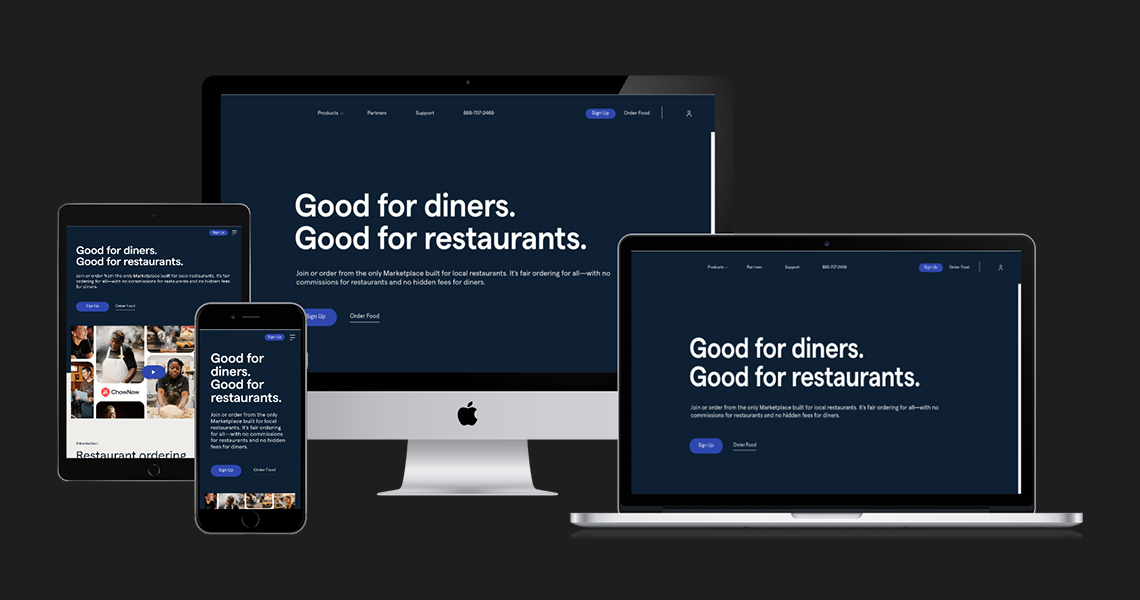 Products
Partners
Support
888-707-2469
Sign Up
Order Food
Good for diners.
Good for restaurants.
Join or order from the only Marketplace built for local restaurants. It's fair ordering for all—with no
commissions for restaurants and no hidden fees for diners.
Sign Up
Order Food
Sign Up
Good for diners.
Good for restaurants.
Join or order from the only Marketplace built for local restaurants. It's fair
ordering for all—with no commissions for restaurants and no hidden fees
for diners.
Sign Up
Order Food
ChowNow
Introduction
Restaurant ordering
Sign Up
Good for
diners.
Good for
restaurants.
Join or order from the only
Marketplace built for local
restaurants. It's fair ordering
for all—with no commissions
for restaurants and no hidden
fees for diners.
Sign Up
Order Food
Products
Partners
Support
888-707-2469
Sign Up
Order Food
Good for diners.
Good for restaurants.
Join or order from the only Marketplace built for local restaurants. It's fair ordering for all—with no
commissions for restaurants and no hidden fees for diners.
Sign Up
Order Food